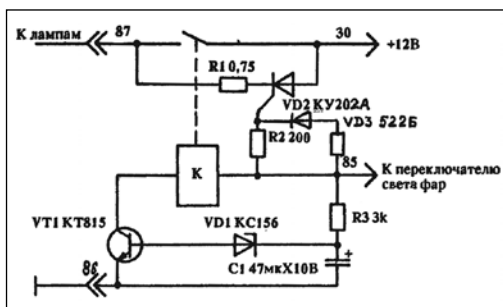 К лампам 87 30 +12В
R1 0,75
VD2 КУ202А
VD3 522Б
R2 200
85
К
К переключателю
света фар
VT1 КТ815
VD1 КС156
R3 3k
86
С1 47мкХ10В
+